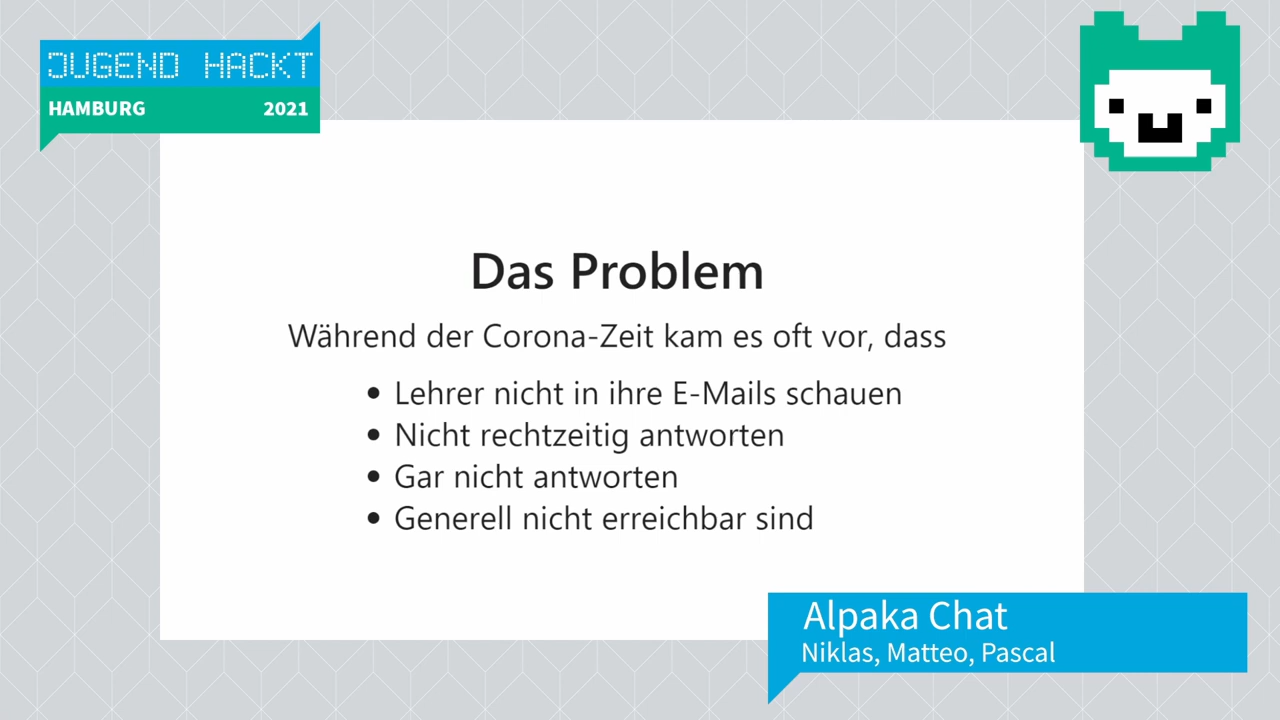 JUGEND HACKT
HAMBURG 2021
Das Problem
Während der Corona-Zeit kam es oft vor, dass
• Lehrer nicht in ihre E-Mails schauen
• Nicht rechtzeitig antworten
• Gar nicht antworten
• Generell nicht erreichbar sind
Alpaka Chat
Niklas, Matteo, Pascal